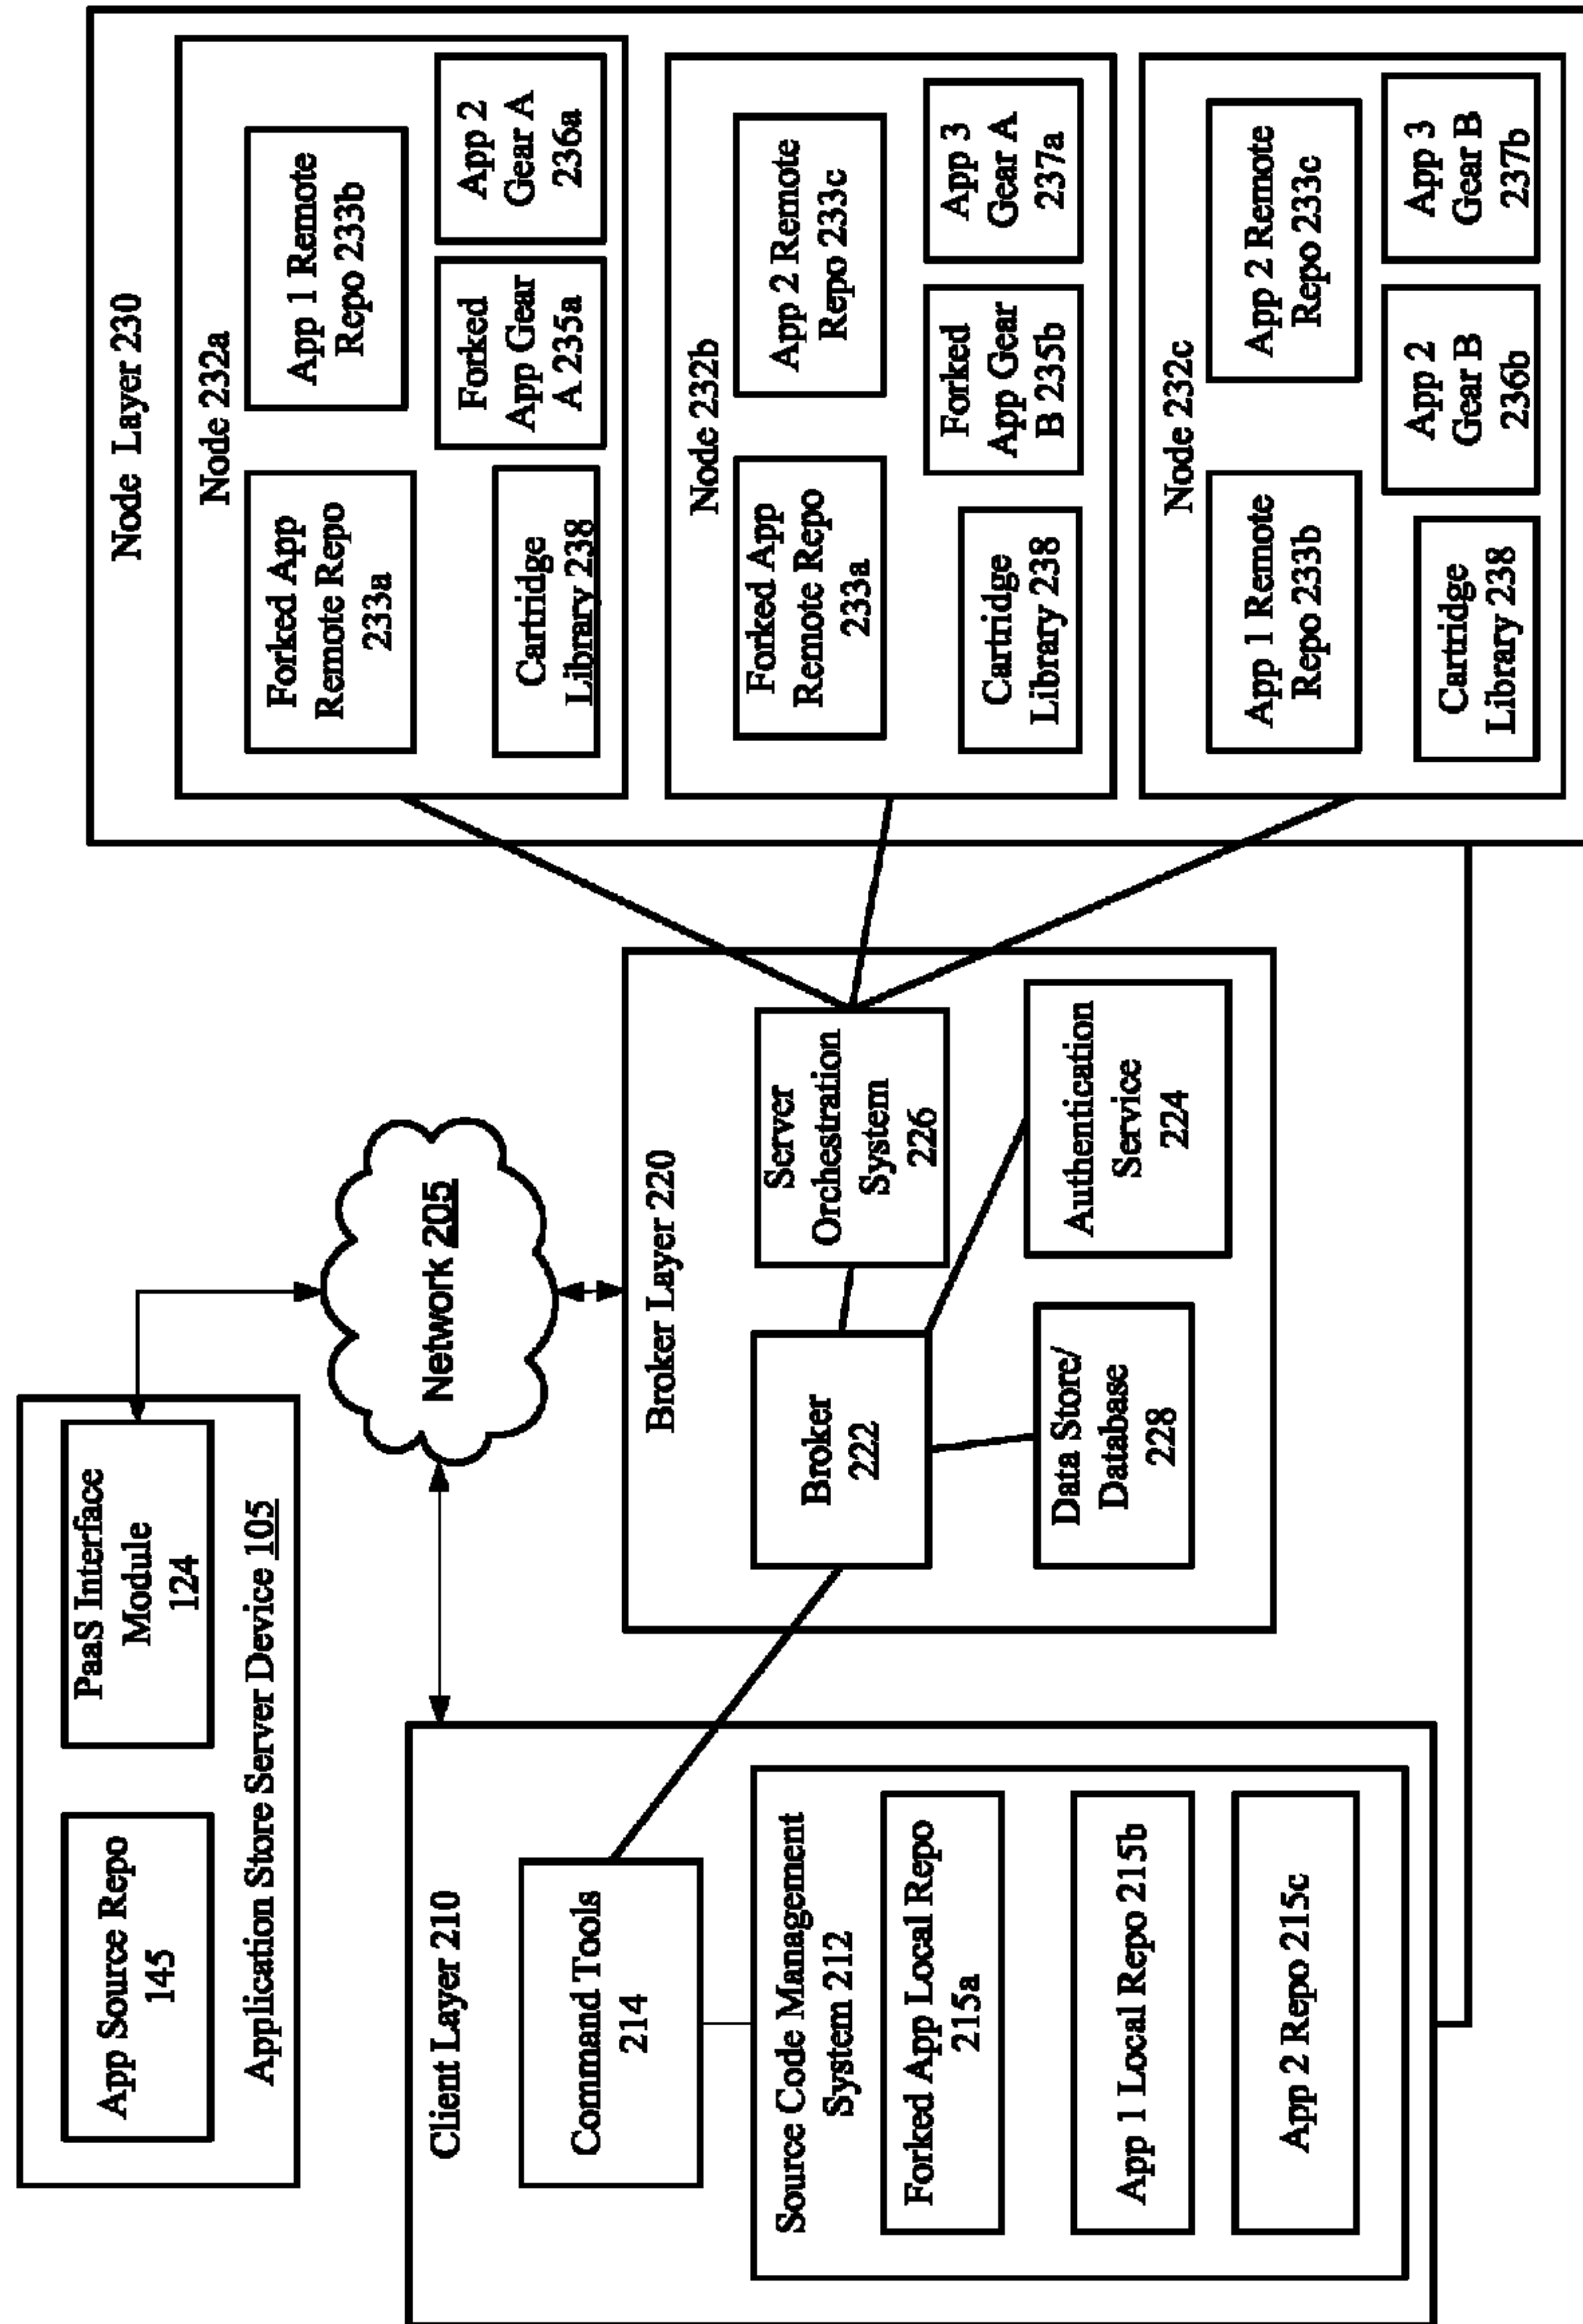 App Source Repo
145
PaaS Interface
Module
124
Application Store Server Device 105
Network 205
Client Layer 210
Command Tools
214
Source Code Management
System 212
Forked App Local Repo
215a
App 1 Local Repo 215b
App 2 Repo 215c
Broker Layer 220
Broker
222
Server
Orchestration
System
226
Data Store/
Database
228
Authentication
Service
224
Node Layer 230
Node 232a
Forked App
Remote Repo
233a
App 1 Remote
Repo 233b
Cartridge
Library 238
Forked
App Gear
A 235a
App 2
Gear A
236a
Node 232b
Forked App
Remote Repo
233a
App 2 Remote
Repo 233c
Cartridge
Library 238
Forked
App Gear
B 235b
App 3
Gear A
237a
Node 232c
App 1 Remote
Repo 233b
App 2 Remote
Repo 233c
Cartridge
Library 238
App 2
Gear B
236b
App 3
Gear B
237b